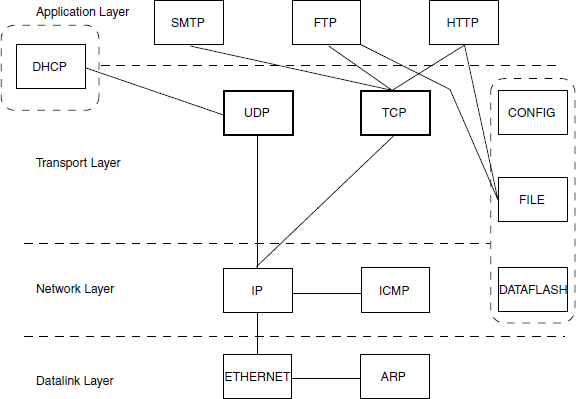 Application Layer
SMTP
FTP
HTTP
DHCP
UDP
TCP
CONFIG
Transport Layer
FILE
Network Layer
IP
ICMP
DATAFLASH
Datalink Layer
ETHERNET
ARP